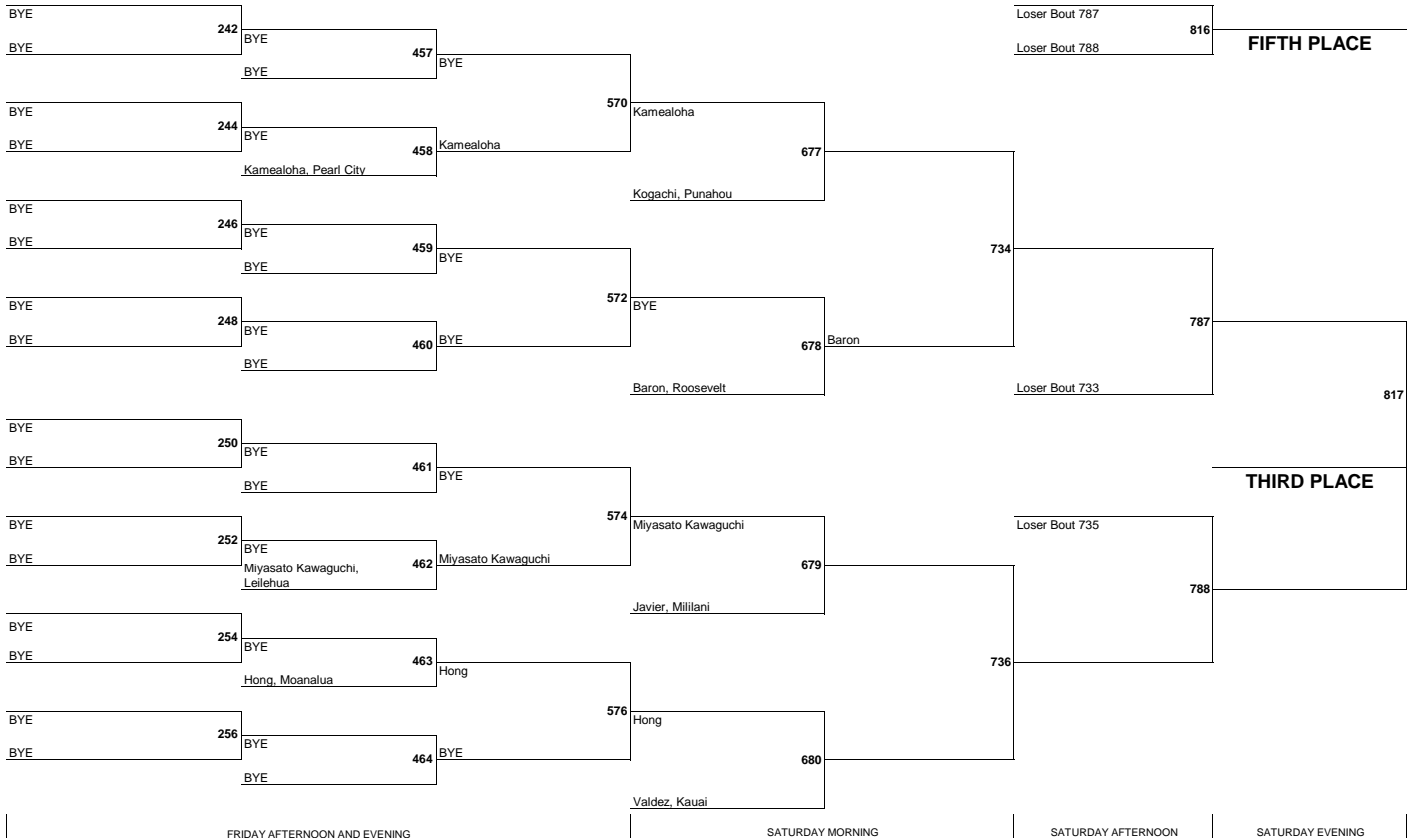 BYE
242
BYE
BYE
457
BYE
BYE
BYE
244
BYE
BYE
458
Kamealoha
Kamealoha, Pearl City
570
Kamealoha
677
Kogachi, Punahou
BYE
246
BYE
BYE
459
BYE
BYE
BYE
248
BYE
BYE
460
BYE
BYE
572
BYE
678
Baron
Baron, Roosevelt
734
787
Loser Bout 733
BYE
250
BYE
BYE
461
BYE
BYE
BYE
252
BYE
BYE
462
Miyasato Kawaguchi
Miyasato Kawaguchi,
Leilehua
574
Miyasato Kawaguchi
679
Javier, Mililani
BYE
254
BYE
BYE
463
Hong
Hong, Moanalua
BYE
256
BYE
BYE
464
BYE
BYE
576
Hong
680
Valdez, Kauai
736
Loser Bout 735
788
817
THIRD PLACE
Loser Bout 787
816
Loser Bout 788
FIFTH PLACE
FRIDAY AFTERNOON AND EVENING
SATURDAY MORNING
SATURDAY AFTERNOON
SATURDAY EVENING